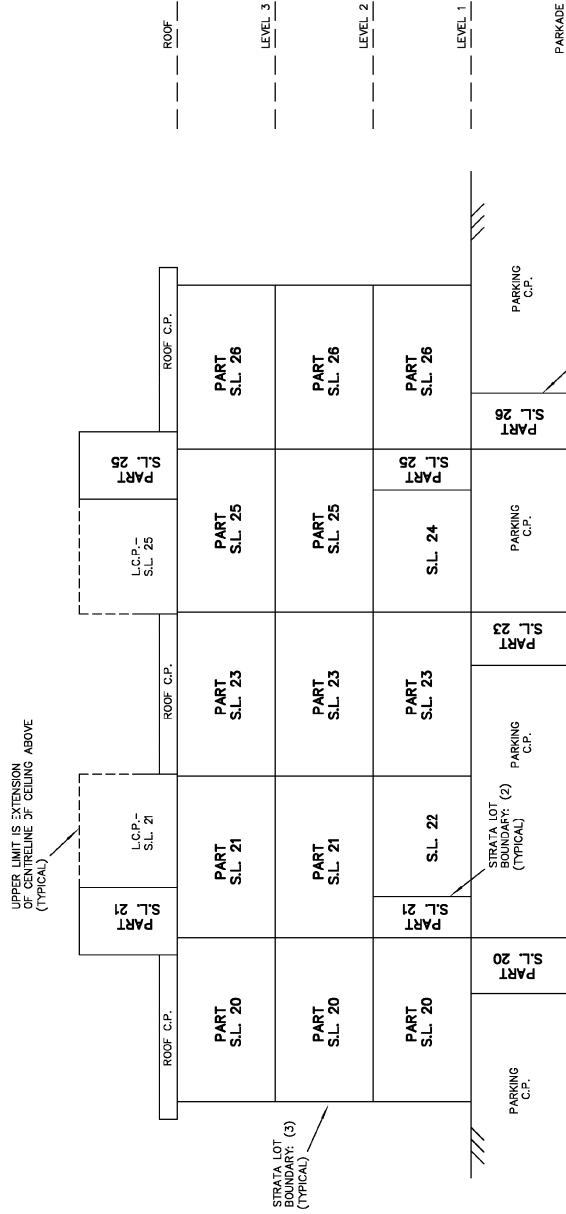 UPPER LIMIT IS EXTENSION
OF CENTRELINE OF CEILING ABOVE
(TYPICAL)
PART
S.L. 21
L.C.P.–
S.L. 21
L.C.P.–
S.L. 25
PART
S.L. 25
ROOF C.P.
ROOF C.P.
ROOF C.P.
ROOF
STRATA LOT
BOUNDARY: (3)
(TYPICAL)
PART
S.L. 20
PART
S.L. 21
PART
S.L. 23
PART
S.L. 25
PART
S.L. 26
LEVEL 3
PART
S.L. 20
PART
S.L. 21
PART
S.L. 23
PART
S.L. 25
PART
S.L. 26
LEVEL 2
PART
S.L. 20
PART
S.L. 21
S.L. 22
PART
S.L. 23
S.L. 24
PART
S.L. 25
PART
S.L. 26
LEVEL 1
STRATA LOT
BOUNDARY: (2)
(TYPICAL)
PARKING
C.P.
PART
S.L. 20
PARKING
C.P.
PART
S.L. 23
PARKING
C.P.
PART
S.L. 26
PARKING
C.P.
PARKADE